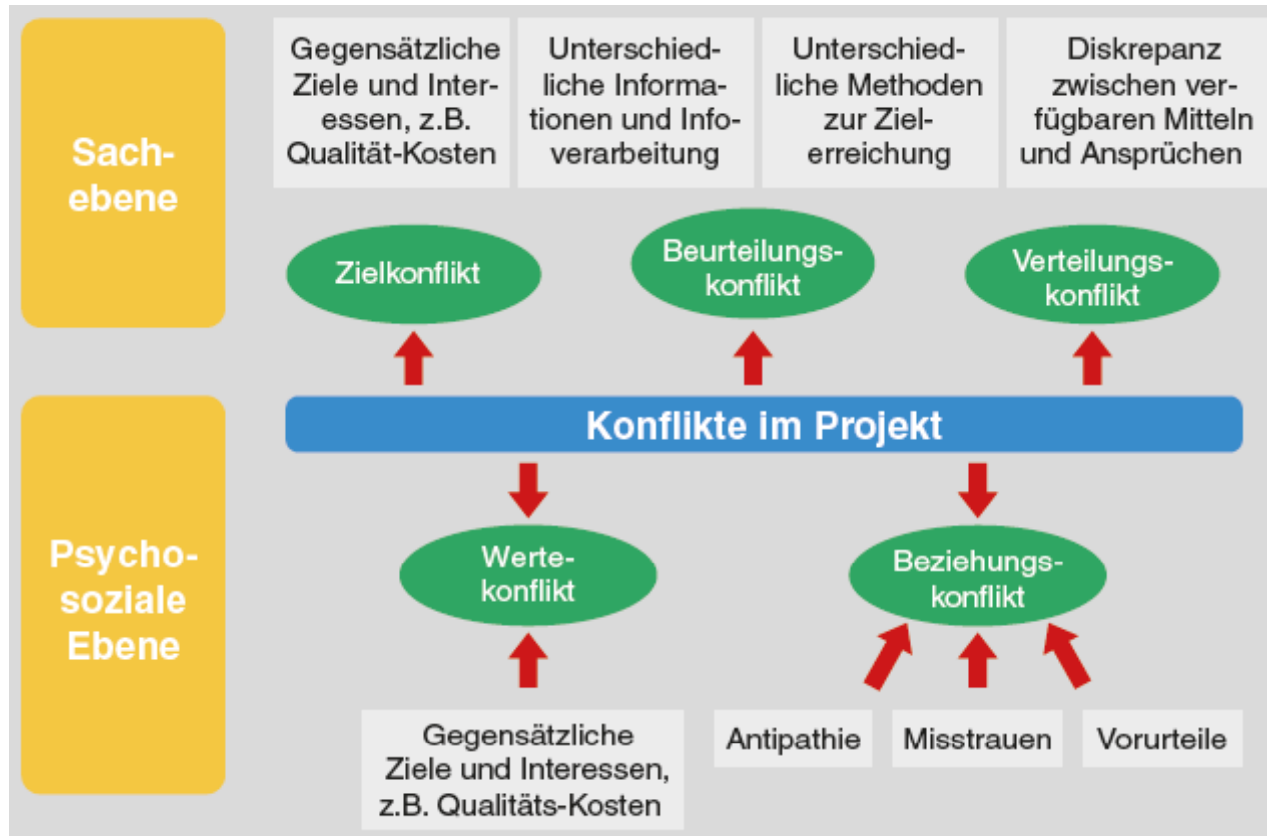 Sach-
ebene
Gegensätzliche
Ziele und Inter-
essen, z.B.
Qualität-Kosten
Unterschied-
liche Informa-
tionen und Info-
verarbeitung
Unterschied-
liche Methoden
zur Ziel-
erreichung
Diskrepanz
zwischen ver-
fügbaren Mitteln
und Ansprüchen
Zielkonflikt
Beurteilungs-
konflikt
Verteilungs-
konflikt
Konflikte im Projekt
Psycho-
soziale
Ebene
Werte-
konflikt
Beziehungs-
konflikt
Gegensätzliche
Ziele und Interessen,
z.B. Qualitäts-Kosten
Antipathie
Misstrauen
Vorurteile